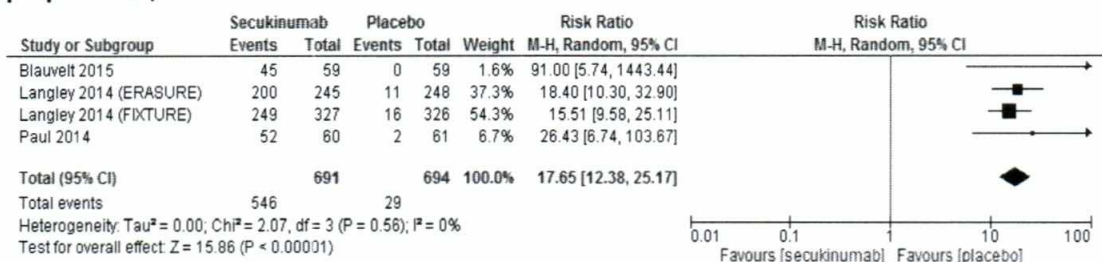 Secukinumab Placebo Risk Ratio Risk Ratio
Study or Subgroup Events Total Events Total Weight M-H, Random, 95% CI M-H, Random, 95% CI
Blauvelt 2015 45 59 0 59 1.6% 91.00 [5.74, 1443.44]
Langley 2014 (ERASURE) 200 245 11 248 37.3% 18.40 [10.30, 32.90]
Langley 2014 (FIXTURE) 249 327 16 326 54.3% 15.51 [9.58, 25.11]
Paul 2014 52 60 2 61 6.7% 26.43 [6.74, 103.67]
Total (95% CI) 691 694 100.0% 17.65 [12.38, 25.17]
Total events 546 29
Heterogeneity: Tau² = 0.00; Chi² = 2.07, df = 3 (P = 0.56); I² = 0%
Test for overall effect: Z = 15.86 (P < 0.00001)
0.01 0.1 1 10 100
Favours [secukinumab] Favours [placebo]